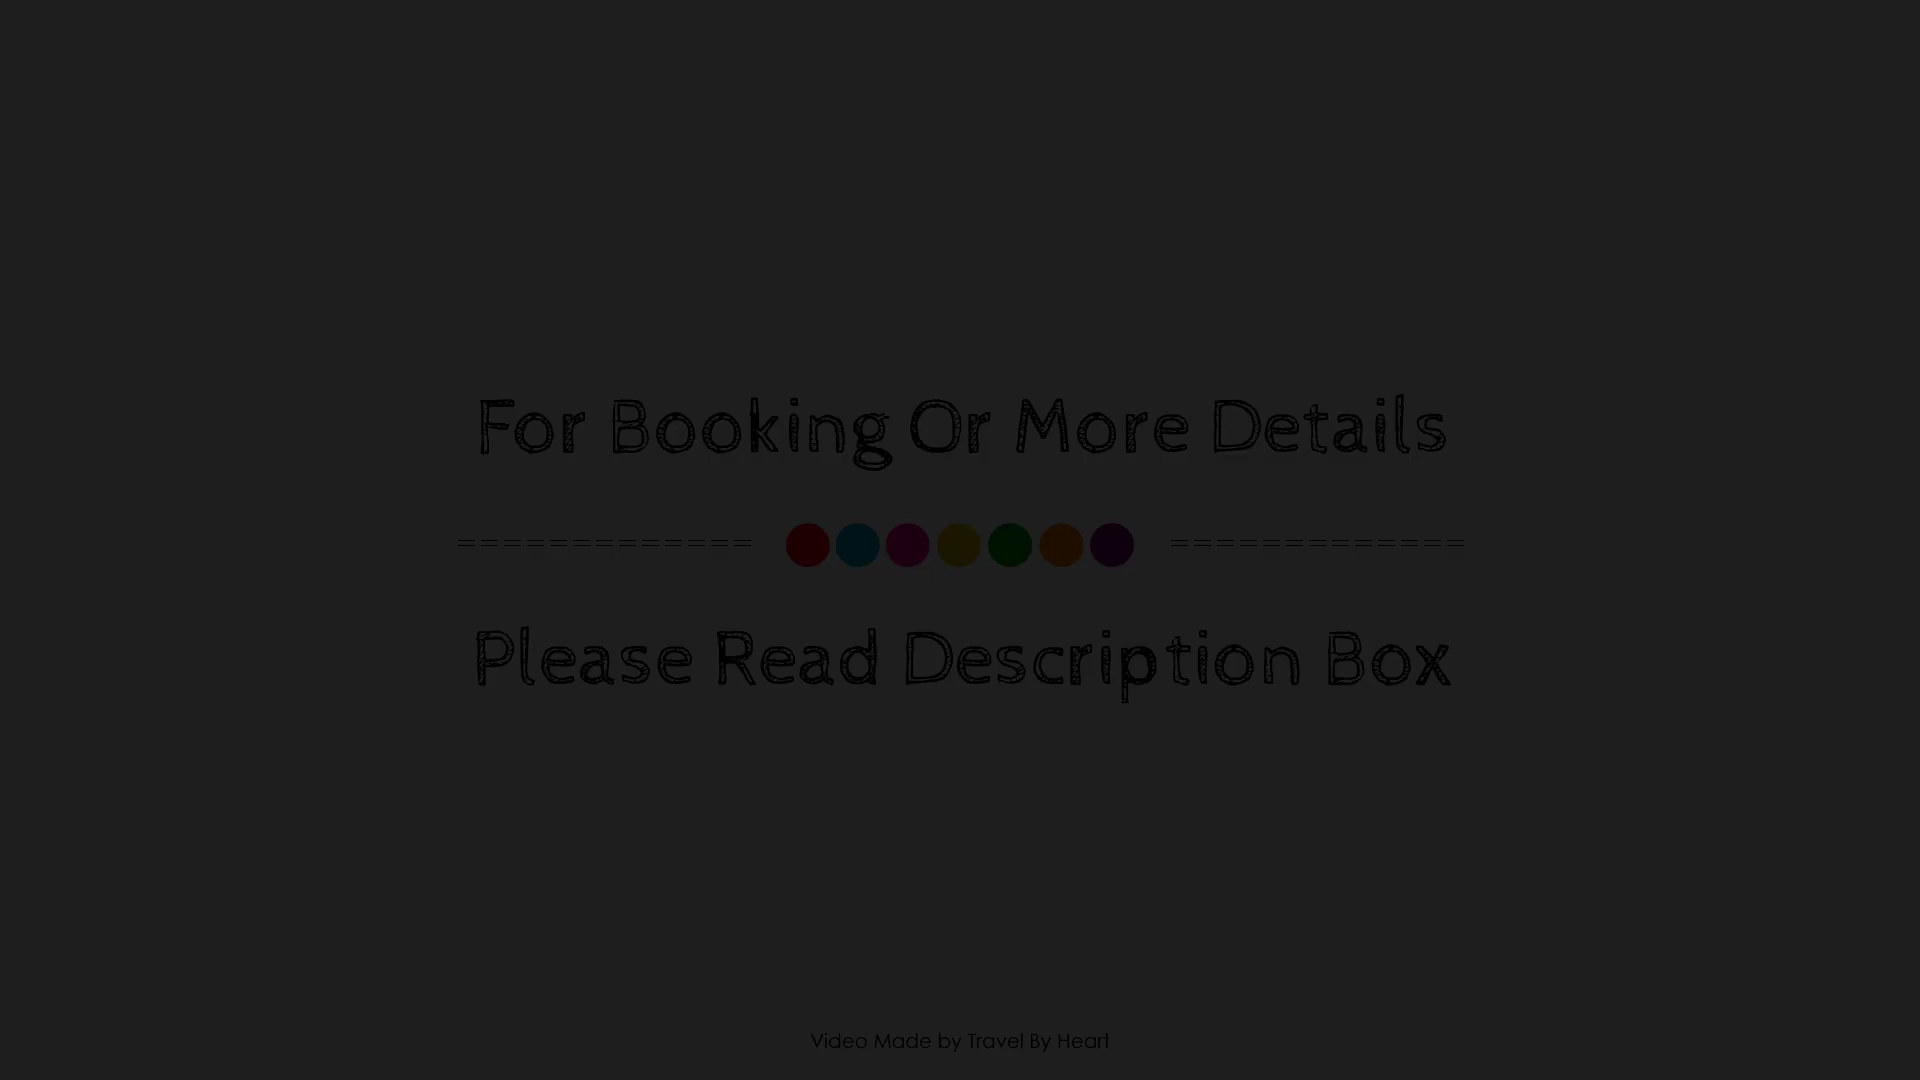 For Booking Or More Details
============= =============
Please Read Description Box
Video Made by Travel By Heart